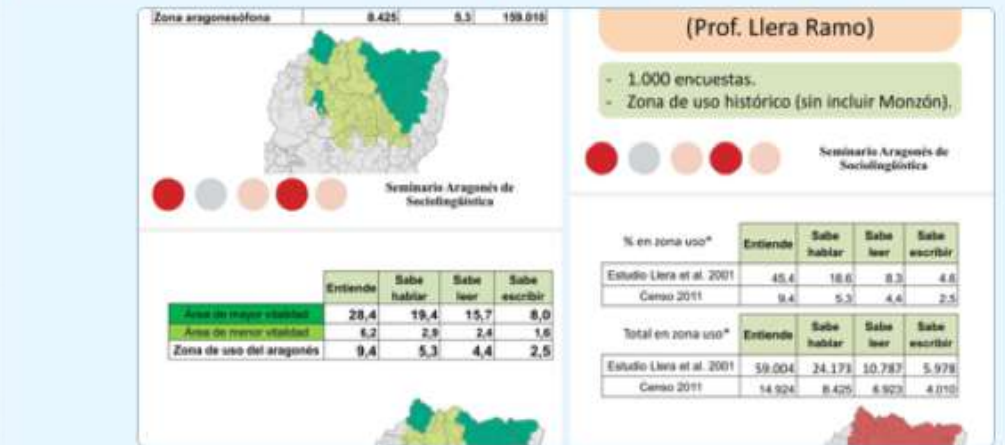 Zona aragonesófona 8.425 5,3 159.018
Seminario Aragonés de
Sociolingüística
Entiende Sabe hablar Sabe leer Sabe escribir
Área de mayor vitalidad 28,4 19,4 15,7 8,0
Área de menor vitalidad 6,2 2,9 2,4 1,6
Zona de uso del aragonés 9,4 5,3 4,4 2,5
(Prof. Llera Ramo)
- 1.000 encuestas.
- Zona de uso histórico (sin incluir Monzón).
Seminario Aragonés de
Sociolingüística
% en zona uso* Entiende Sabe hablar Sabe leer Sabe escribir
Estudio Llera et al. 2001 45,4 18,6 8,3 4,6
Censo 2011 9,4 5,3 4,4 2,5
Total en zona uso* Entiende Sabe hablar Sabe leer Sabe escribir
Estudio Llera et al. 2001 59.004 24.173 10.787 5.978
Censo 2011 14.924 8.425 6.923 4.010